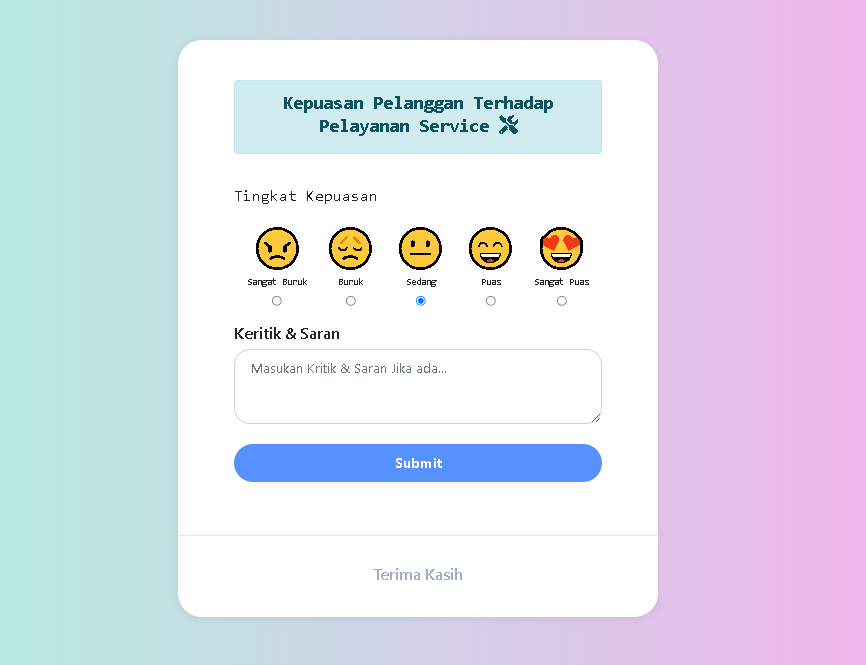 Kepuasan Pelanggan Terhadap
Pelayanan Service
Tingkat Kepuasan
Sangat Buruk Buruk Sedang Puas Sangat Puas
Keritik & Saran
Masukan Kritik & Saran Jika ada...
Submit
Terima Kasih